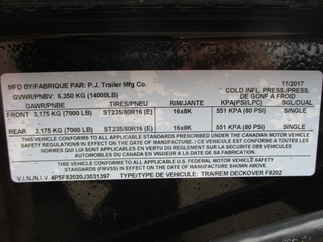 MFD BY/FABRIQUE PAR: P.J. Trailer Mfg Co. 11/2017
GVWR/PNBV: 6,350 KG (14000LB) COLD INFL. PRESS./PRESS.
DE GONF A FROID
GAWR/PBNE TIRES/PNEU RIM/JANTE KPA(PSI/LPC) SGL/DUAL
FRONT 3,175 KG (7000 LB) ST235/80R16 (E) 16x8K 551 KPA (80 PSI) SINGLE
REAR 3,175 KG (7000 LB) ST235/80R16 (E) 16x8K 551 KPA (80 PSI) SINGLE
THIS VEHICLE CONFORMS TO ALL APPLICABLE STANDARDS PRESCRIBED UNDER THE CANADIAN MOTOR VEHICLE
SAFETY REGULATIONS IN EFFECT ON THE DATE OF MANUFACTURE. / CE VEHICULE EST CONFORME A TOUTES LES NORMES
QUI LUI SONT APPLICABLES EN VERTU DU REGLEMENT SUR LA SECURITE DES VEHICULES
AUTOMOBILES DU CANADA EN VIGUEUR A LA DATE DE SA FABRICATION
THIS VEHICLE CONFORMS TO ALL APPLICABLE U.S. FEDERAL MOTOR VEHICLE SAFETY
STANDARDS (FMVSS) IN EFFECT ON THE DATE OF MANUFACTURE SHOWN ABOVE.
V.I.N./N.I.V. TYPE/TYPE DE VEHICULE: TRA/REM DECKOVER F8202